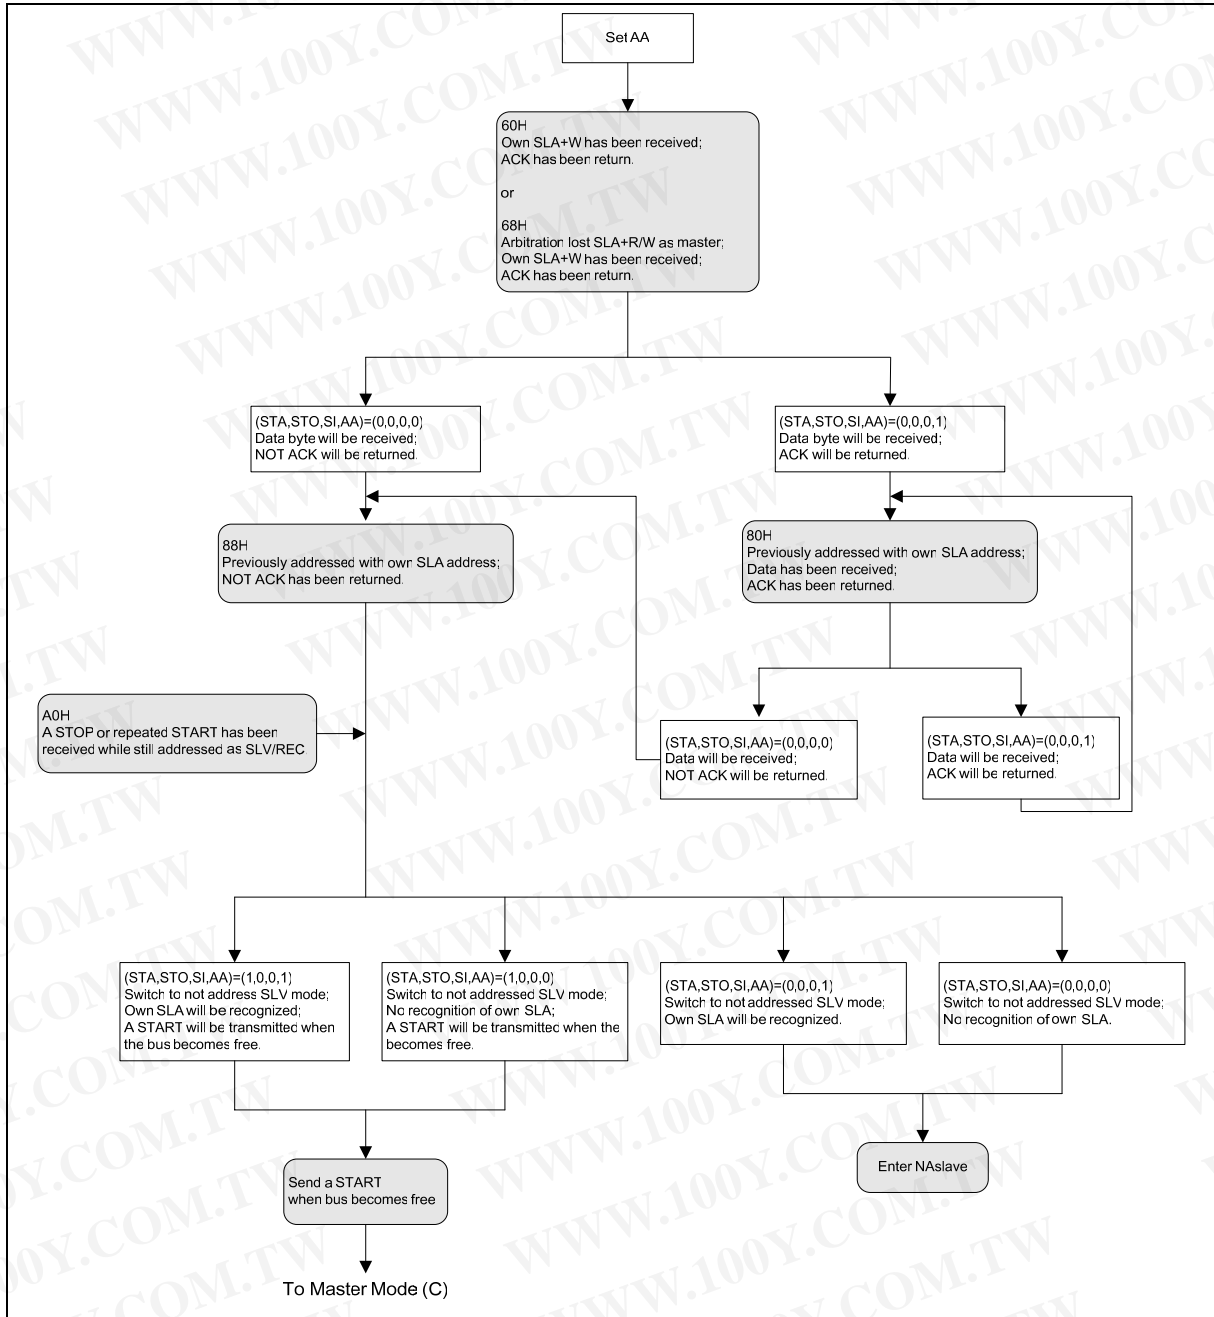 Set AA
60H
Own SLA+W has been received;
ACK has been return.
or
68H
Arbitration lost SLA+R/W as master;
Own SLA+W has been received;
ACK has been return.
(STA,STO,SI,AA)=(0,0,0,0)
Data byte will be received;
NOT ACK will be returned.
(STA,STO,SI,AA)=(0,0,0,1)
Data byte will be received;
ACK will be returned.
88H
Previously addressed with own SLA address;
NOT ACK has been returned.
80H
Previously addressed with own SLA address;
Data has been received;
ACK has been returned.
A0H
A STOP or repeated START has been
received while still addressed as SLV/REC
(STA,STO,SI,AA)=(0,0,0,0)
Data will be received;
NOT ACK will be returned.
(STA,STO,SI,AA)=(0,0,0,1)
Data will be received;
ACK will be returned.
(STA,STO,SI,AA)=(1,0,0,1)
Switch to not address SLV mode;
Own SLA will be recognized;
A START will be transmitted when
the bus becomes free.
(STA,STO,SI,AA)=(1,0,0,0)
Switch to not addressed SLV mode;
No recognition of own SLA;
A START will be transmitted when the
becomes free.
(STA,STO,SI,AA)=(0,0,0,1)
Switch to not addressed SLV mode;
Own SLA will be recognized.
(STA,STO,SI,AA)=(0,0,0,0)
Switch to not addressed SLV mode;
No recognition of own SLA.
Send a START
when bus becomes free
Enter NAslave
To Master Mode (C)
WWW.100Y.COM.TW